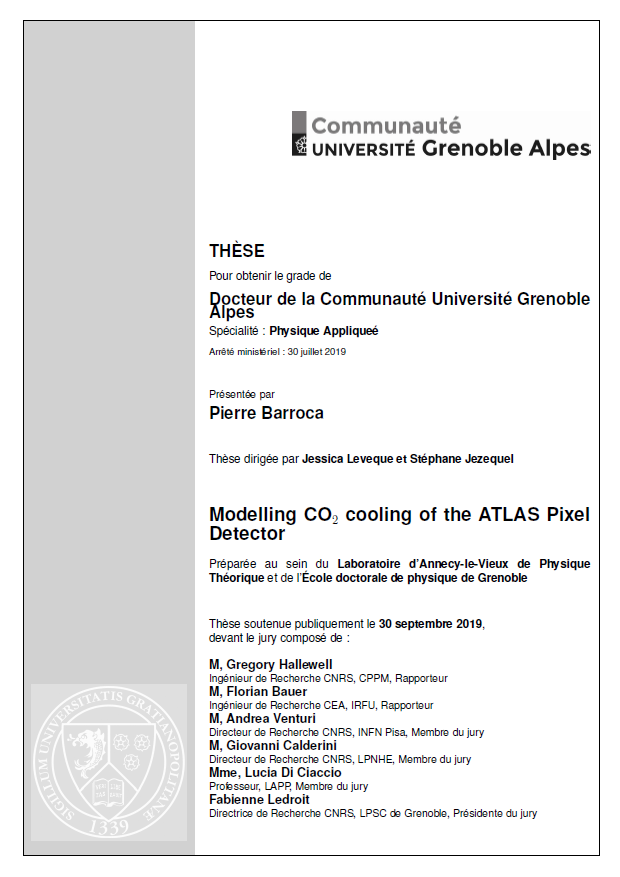 Communauté
UNIVERSITÉ Grenoble Alpes
THÈSE
Pour obtenir le grade de
Docteur de la Communauté Université Grenoble
Alpes
Spécialité : Physique Appliqueé
Arrêté ministériel : 30 juillet 2019
Présentée par
Pierre Barroca
Thèse dirigée par Jessica Leveque et Stéphane Jezequel
Modelling CO₂ cooling of the ATLAS Pixel
Detector
Préparée au sein du Laboratoire d'Annecy-le-Vieux de Physique
Théorique et de l'École doctorale de physique de Grenoble
Thèse soutenue publiquement le 30 septembre 2019,
devant le jury composé de :
M, Gregory Hallewell
Ingénieur de Recherche CNRS, CPPM, Rapporteur
M, Florian Bauer
Ingénieur de Recherche CEA, IRFU, Rapporteur
M, Andrea Venturi
Directeur de Recherche CNRS, INFN Pisa, Membre du jury
M, Giovanni Calderini
Directeur de Recherche CNRS, LPNHE, Membre du jury
Mme, Lucia Di Ciaccio
Professeur, LAPP, Membre du jury
Fabienne Ledroit
Directrice de Recherche CNRS, LPSC de Grenoble, Présidente du jury
SIGILLUM UNIVERSITATIS GRATIANOPOLITIANÆ
1339